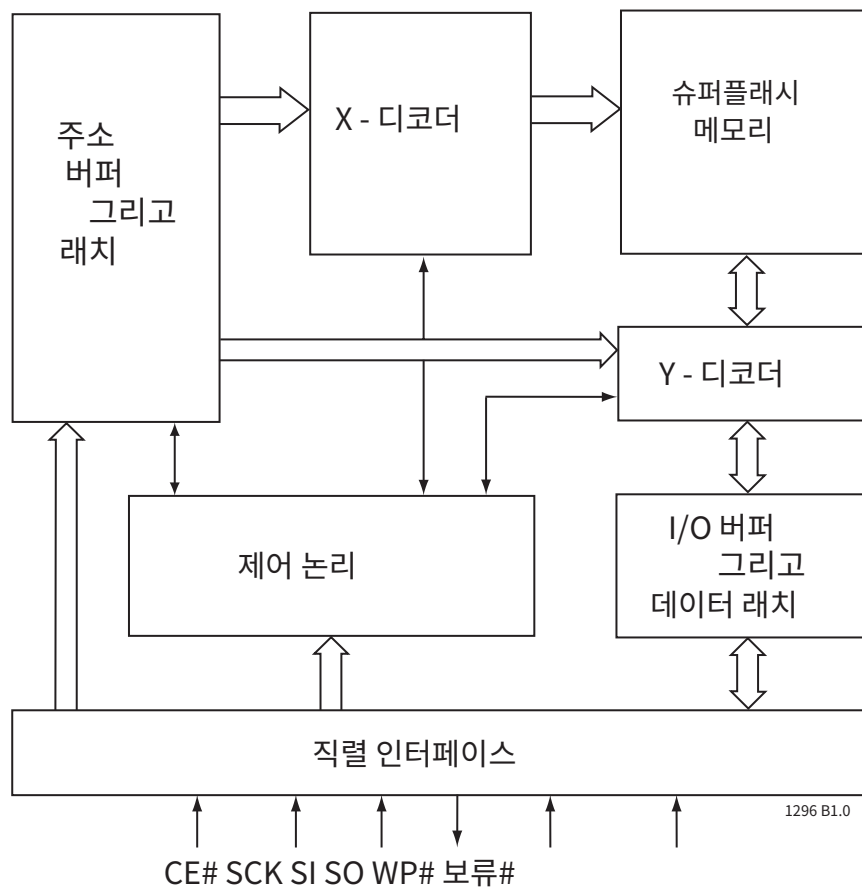 주소
버퍼
그리고
래치
X - 디코더
슈퍼플래시
메모리
Y - 디코더
제어 논리
I/O 버퍼
그리고
데이터 래치
직렬 인터페이스
1296 B1.0
CE# SCK SI SO WP# 보류#